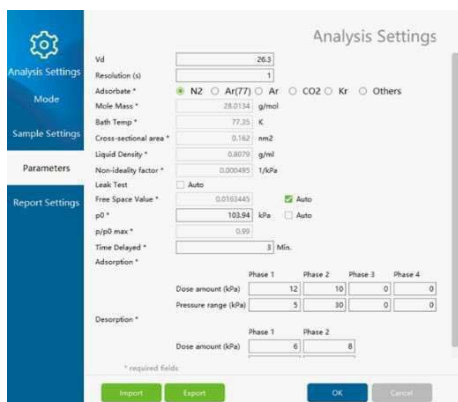 Analysis Settings
Analysis Settings
Mode
Sample Settings
Parameters
Report Settings
Vd 26.3
Resolution (s) 1
Adsorbate * N2 Ar(77) Ar CO2 Kr Others
Mole Mass * 28.0134 g/mol
Bath Temp * 77.35 K
Cross-sectional area * 0.162 nm2
Liquid Density * 0.8079 g/ml
Non-ideality factor * 0.000495 1/kPa
Leak Test Auto
Free Space Value * 0.0163445 Auto
p0 * 103.94 kPa Auto
p/p0 max * 0.99
Time Delayed * 3 Min.
Adsorption *
Phase 1 Phase 2 Phase 3 Phase 4
Dose amount (kPa) 12 10 0 0
Pressure range (kPa) 5 30 0 0
Desorption *
Phase 1 Phase 2
Dose amount (kPa) 6 8
* required fields
Import Export OK Cancel